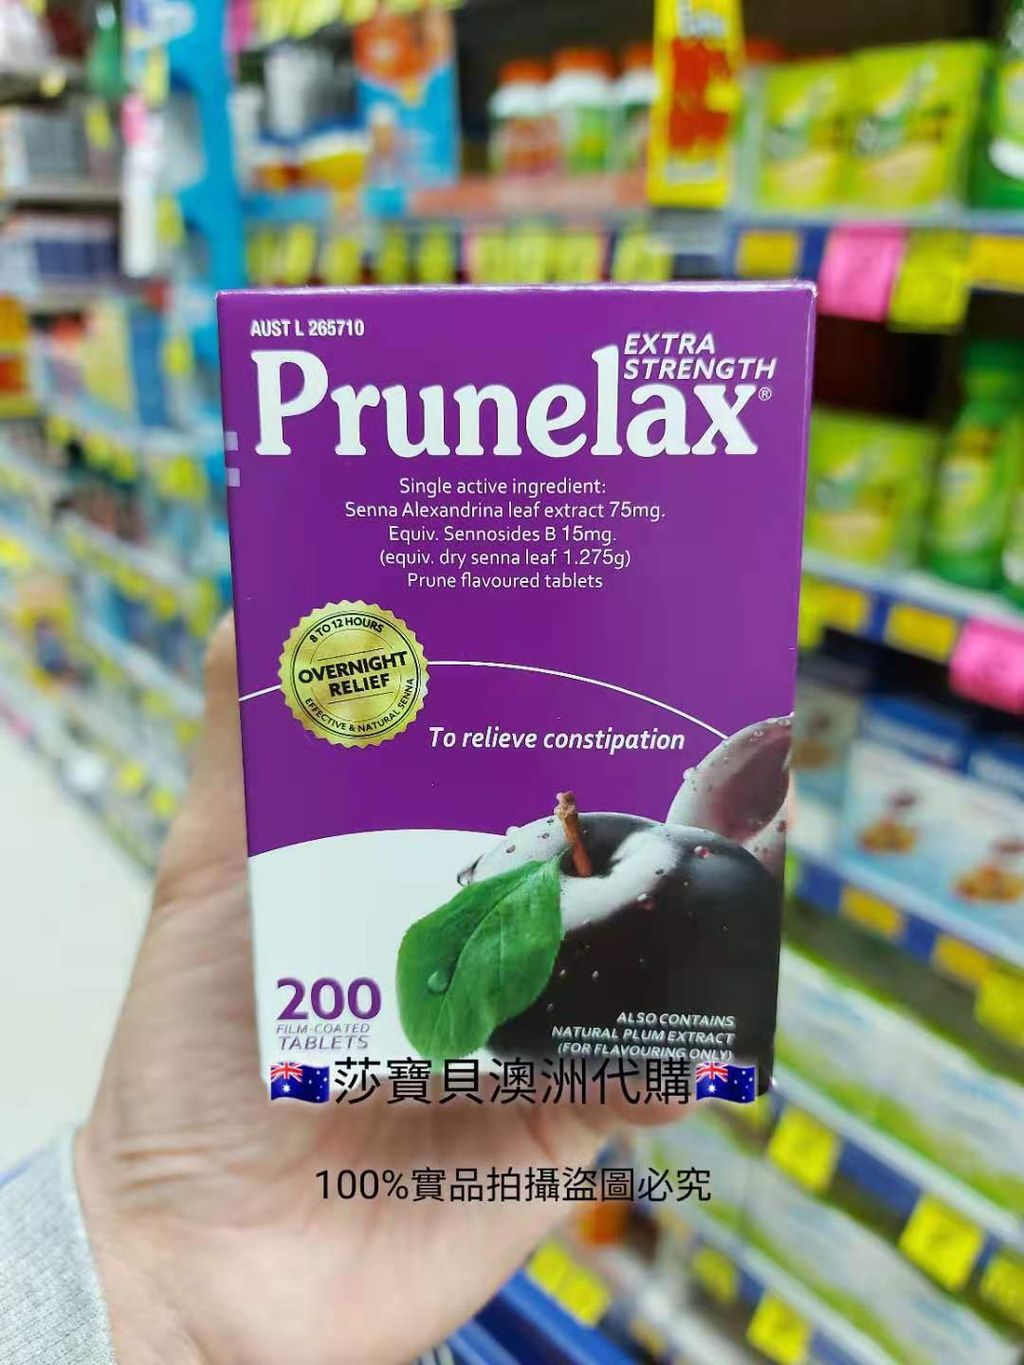 AUST L 265710
Prunelax®
EXTRA
STRENGTH
Single active ingredient:
Senna Alexandrina leaf extract 75mg.
Equiv. Sennosides B 15mg.
(equiv. dry senna leaf 1.275g)
Prune flavoured tablets
8 TO 12 HOURS
OVERNIGHT
RELIEF
EFFECTIVE & NATURAL SENNA
To relieve constipation
200
FILM-COATED
TABLETS
ALSO CONTAINS
NATURAL PLUM EXTRACT
(FOR FLAVOURING ONLY)
🇦🇺莎寶貝澳洲代購🇦🇺
100%實品拍攝盜圖必究